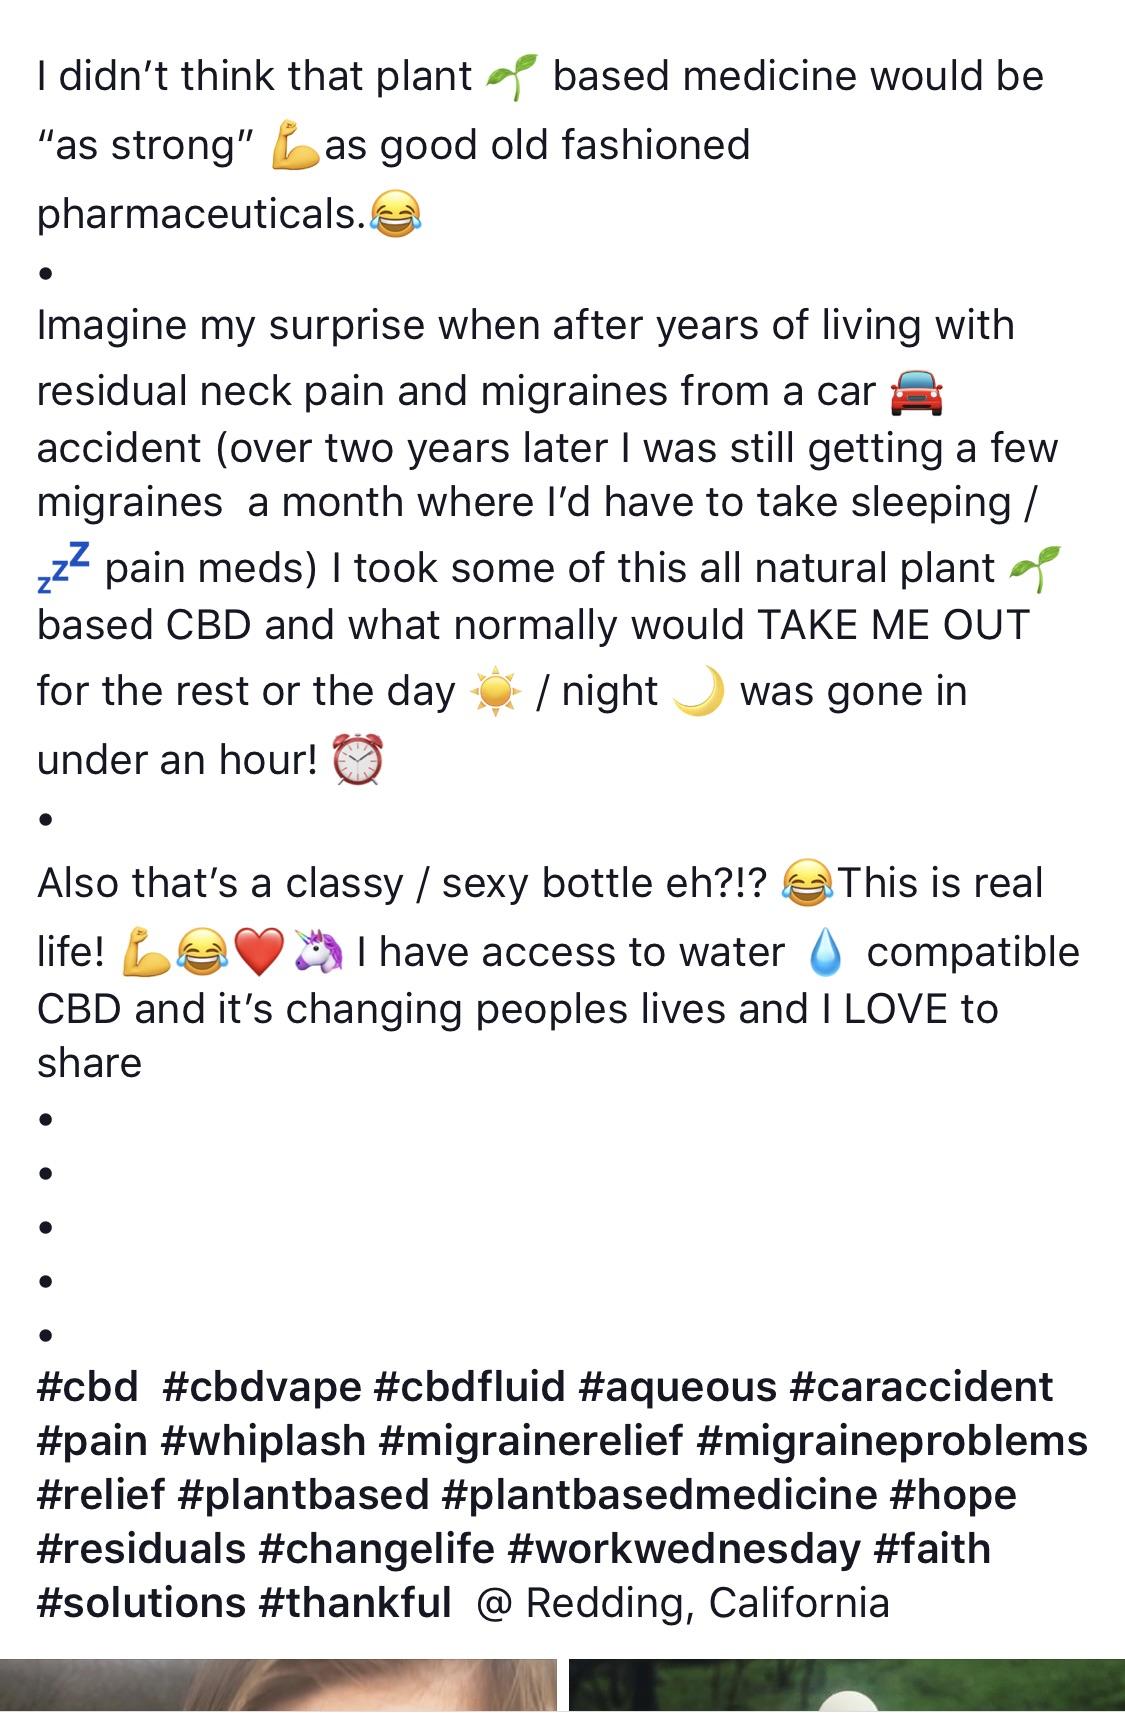 I didn’t think that plant 🌱 based medicine would be
“as strong” 💪as good old fashioned
pharmaceuticals.😂
•
Imagine my surprise when after years of living with
residual neck pain and migraines from a car 🚘
accident (over two years later I was still getting a few
migraines  a month where I’d have to take sleeping /
💤 pain meds) I took some of this all natural plant 🌱
based CBD and what normally would TAKE ME OUT
for the rest or the day ☀️ / night 🌙 was gone in
under an hour! ⏰
•
Also that’s a classy / sexy bottle eh?!? 😂This is real
life! 💪😂❤️🦄 I have access to water 💧 compatible
CBD and it’s changing peoples lives and I LOVE to
share
•
•
•
•
•
#cbd  #cbdvape #cbdfluid #aqueous #caraccident
#pain #whiplash #migrainerelief #migraineproblems
#relief #plantbased #plantbasedmedicine #hope
#residuals #changelife #workwednesday #faith
#solutions #thankful  @ Redding, California